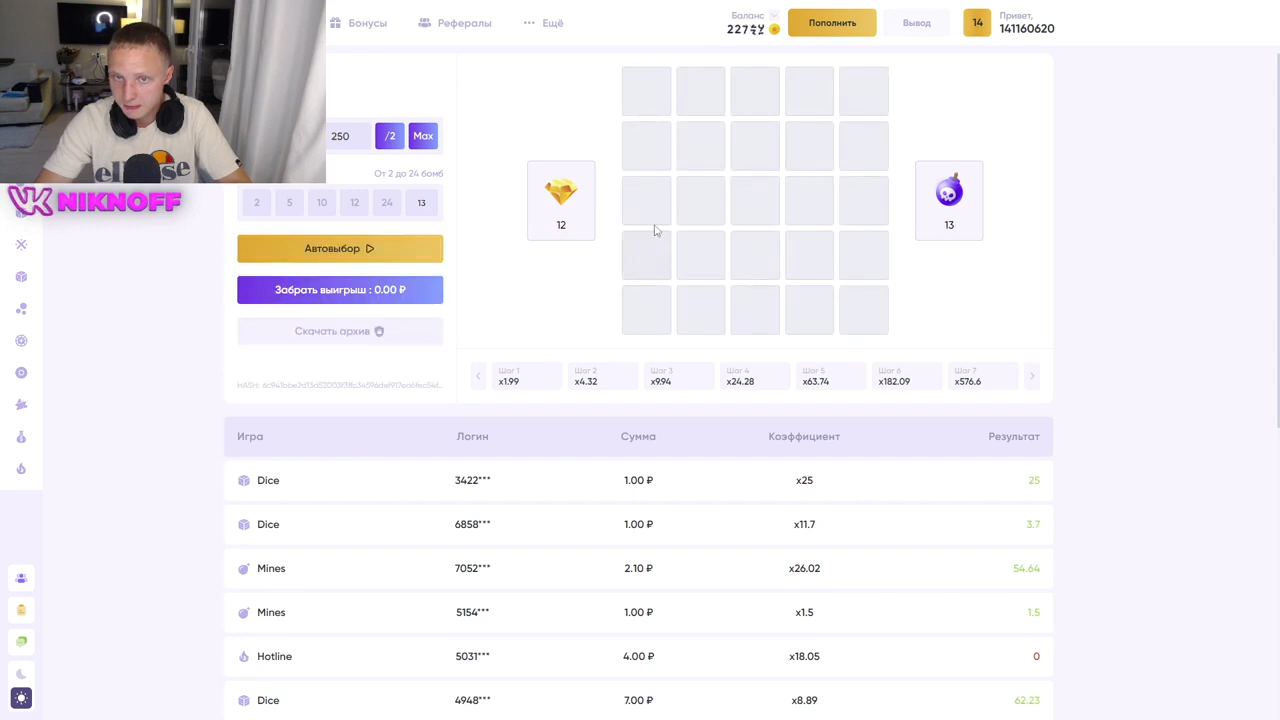 Бонусы
Рефералы
Ещё
Баланс
Пополнить
Вывод
14
Привет,
141160620
250
/2
Max
От 2 до 24 бомб
2
5
10
12
24
13
Автовыбор
Забрать выигрыш : 0.00 ₽
Скачать архив
12
13
Шаг 1
x1.99
Шаг 2
x4.32
Шаг 3
x9.94
Шаг 4
x24.28
Шаг 5
x63.74
Шаг 6
x182.09
Шаг 7
x576.6
ellesse
VK NIKNOFF
Игра Логин Сумма Коэффициент Результат
Dice 3422*** 1.00 ₽ x25 25
Dice 6858*** 1.00 ₽ x11.7 3.7
Mines 7052*** 2.10 ₽ x26.02 54.64
Mines 5154*** 1.00 ₽ x1.5 1.5
Hotline 5031*** 4.00 ₽ x18.05 0
Dice 4948*** 7.00 ₽ x8.89 62.23